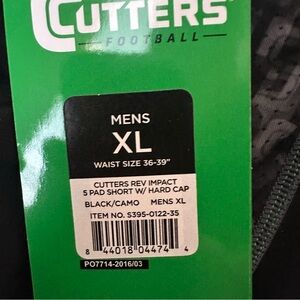 CUTTERS
FOOTBALL
MENS
XL
WAIST SIZE 36-39"
CUTTERS REV IMPACT
5 PAD SHORT W/ HARD CAP
BLACK/CAMO MENS XL
ITEM NO. S395-0122-35
8 44018 04474 4
PO7714-2016/03